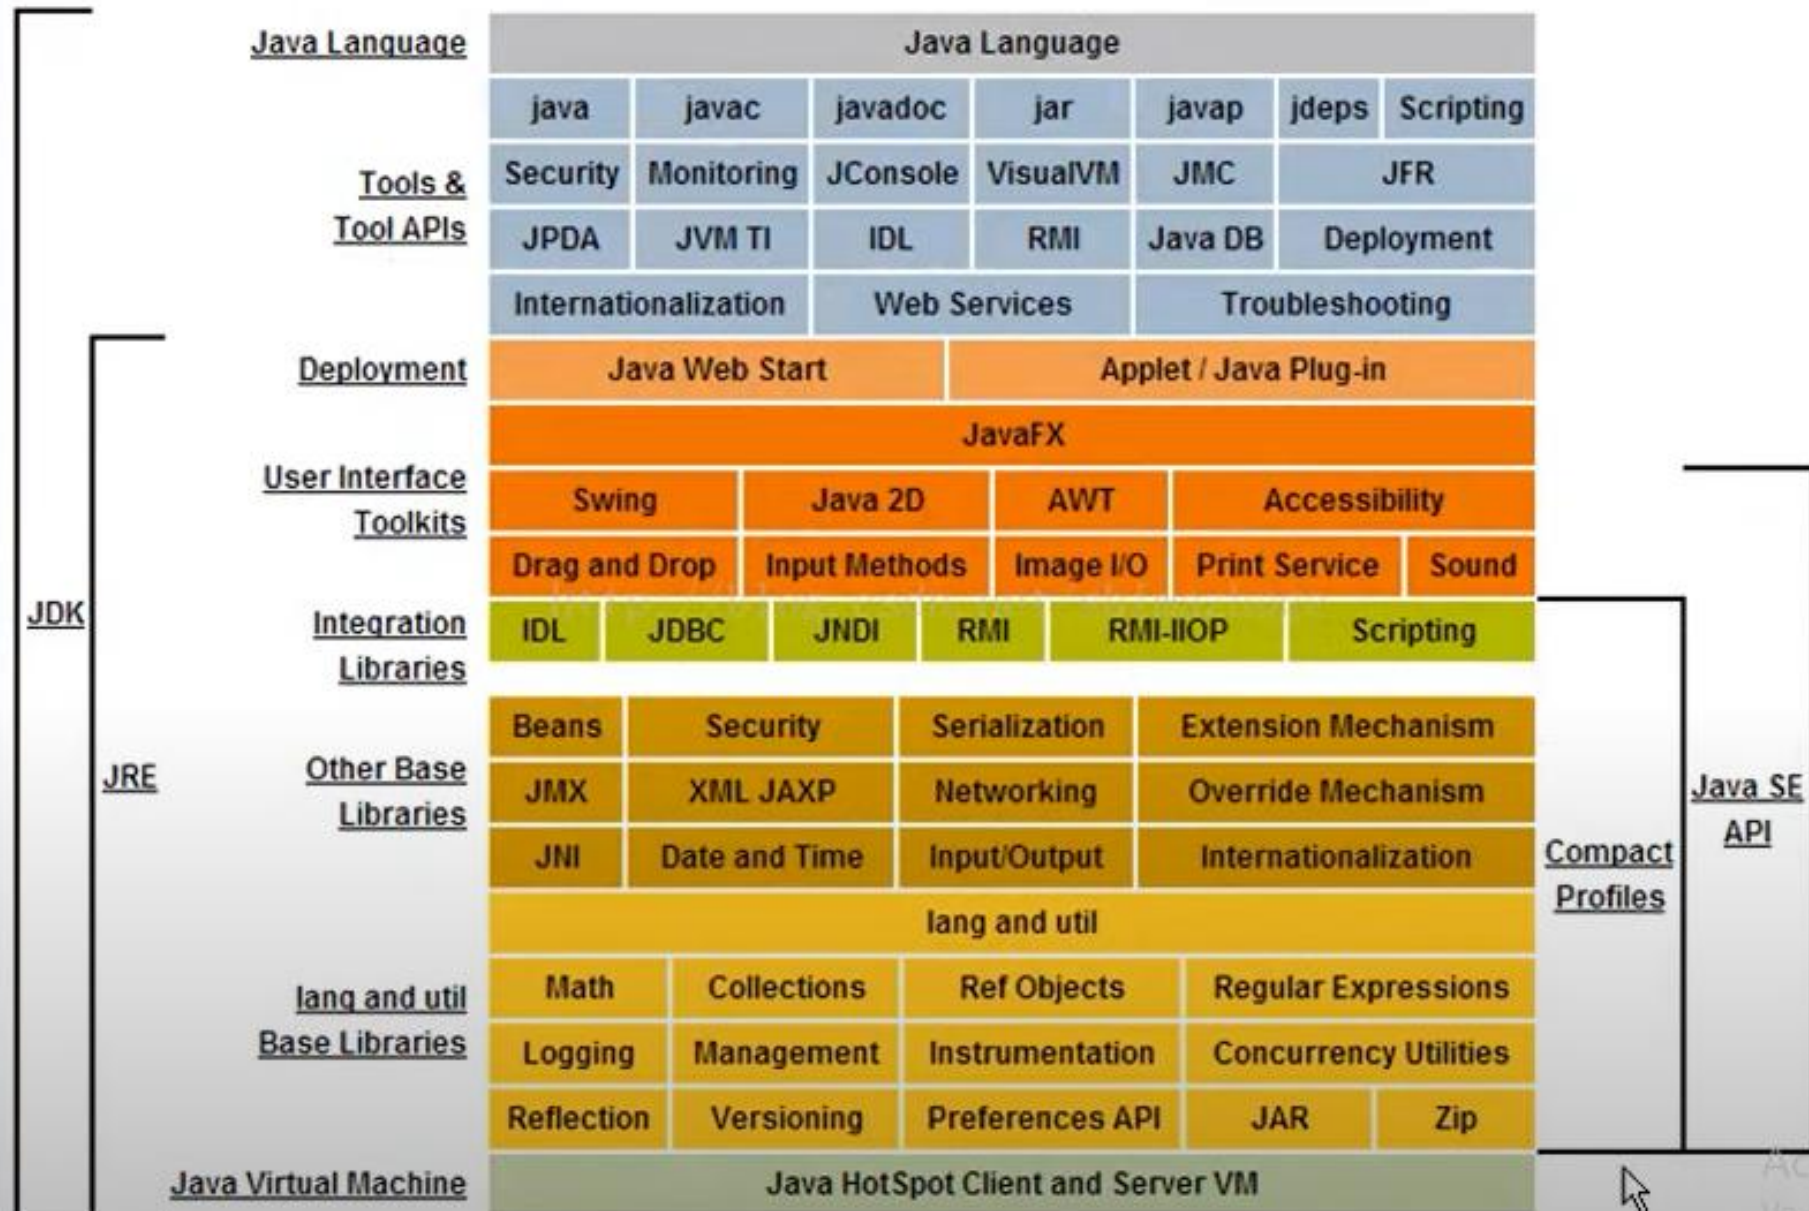 Java Language
Java Language
java javac javadoc jar javap jdeps Scripting
Tools &
Tool APIs
Security Monitoring JConsole VisualVM JMC JFR
JPDA JVM TI IDL RMI Java DB Deployment
Internationalization Web Services Troubleshooting
Deployment
Java Web Start Applet / Java Plug-in
JavaFX
User Interface
Toolkits
Swing Java 2D AWT Accessibility
Drag and Drop Input Methods Image I/O Print Service Sound
JDK
Integration
Libraries
IDL JDBC JNDI RMI RMI-IIOP Scripting
JRE
Other Base
Libraries
Beans Security Serialization Extension Mechanism
JMX XML JAXP Networking Override Mechanism
JNI Date and Time Input/Output Internationalization
Java SE
API
Compact
Profiles
lang and util
lang and util
Base Libraries
Math Collections Ref Objects Regular Expressions
Logging Management Instrumentation Concurrency Utilities
Reflection Versioning Preferences API JAR Zip
Java Virtual Machine
Java HotSpot Client and Server VM